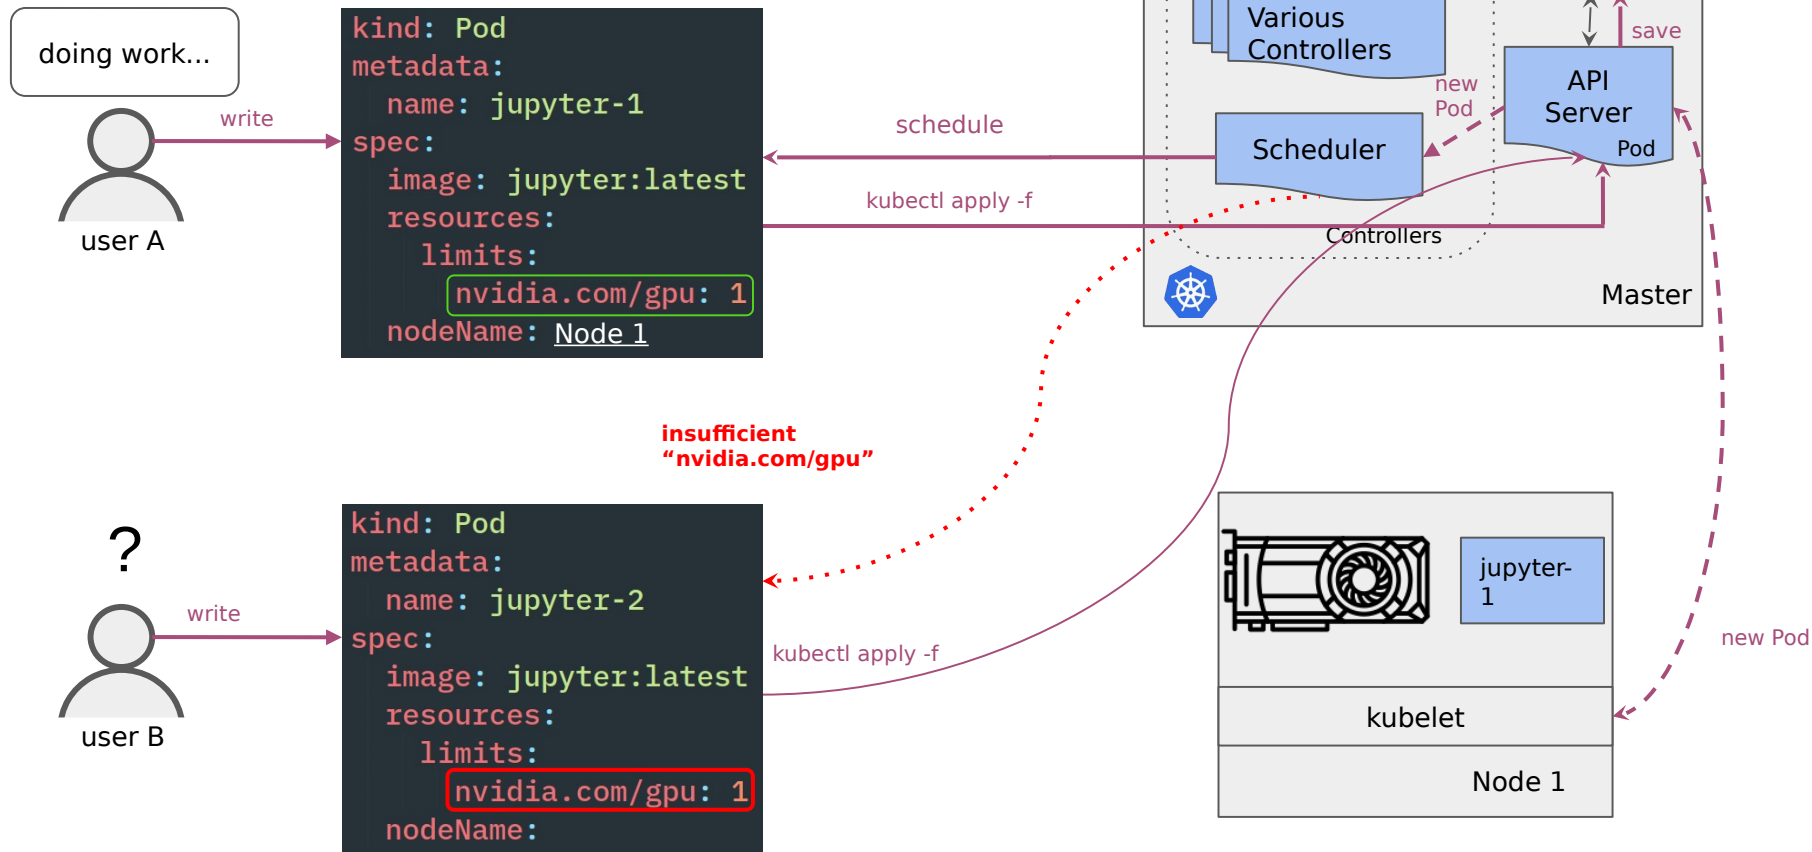 doing work...
user A
write
kind: Pod
metadata:
name: jupyter-1
spec:
image: jupyter:latest
resources:
limits:
nvidia.com/gpu: 1
nodeName: Node 1
schedule
kubectl apply -f
Various
Controllers
new
Pod
save
API
Server
Pod
Scheduler
Controllers
Master
insufficient
“nvidia.com/gpu”
?
user B
write
kind: Pod
metadata:
name: jupyter-2
spec:
image: jupyter:latest
resources:
limits:
nvidia.com/gpu: 1
nodeName:
kubectl apply -f
jupyter-
1
new Pod
kubelet
Node 1